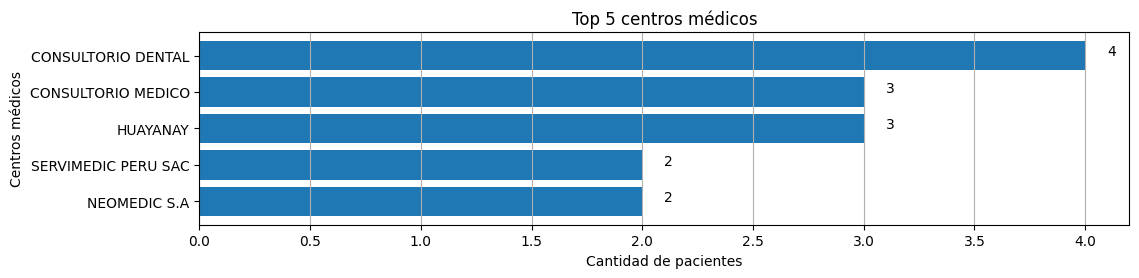 Top 5 centros médicos
Centros médicos
CONSULTORIO DENTAL 4
CONSULTORIO MEDICO 3
HUAYANAY 3
SERVIMEDIC PERU SAC 2
NEOMEDIC S.A 2
0.0 0.5 1.0 1.5 2.0 2.5 3.0 3.5 4.0
Cantidad de pacientes